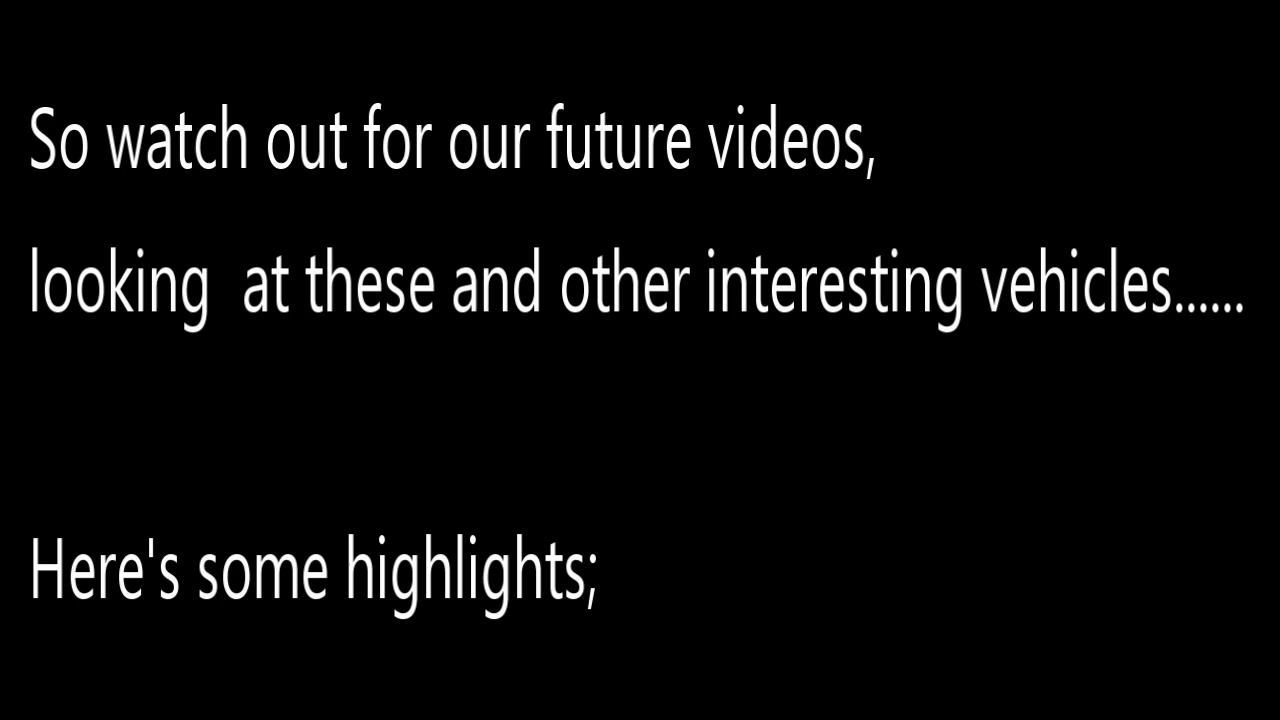 So watch out for our future videos,
looking  at these and other interesting vehicles......
Here's some highlights;